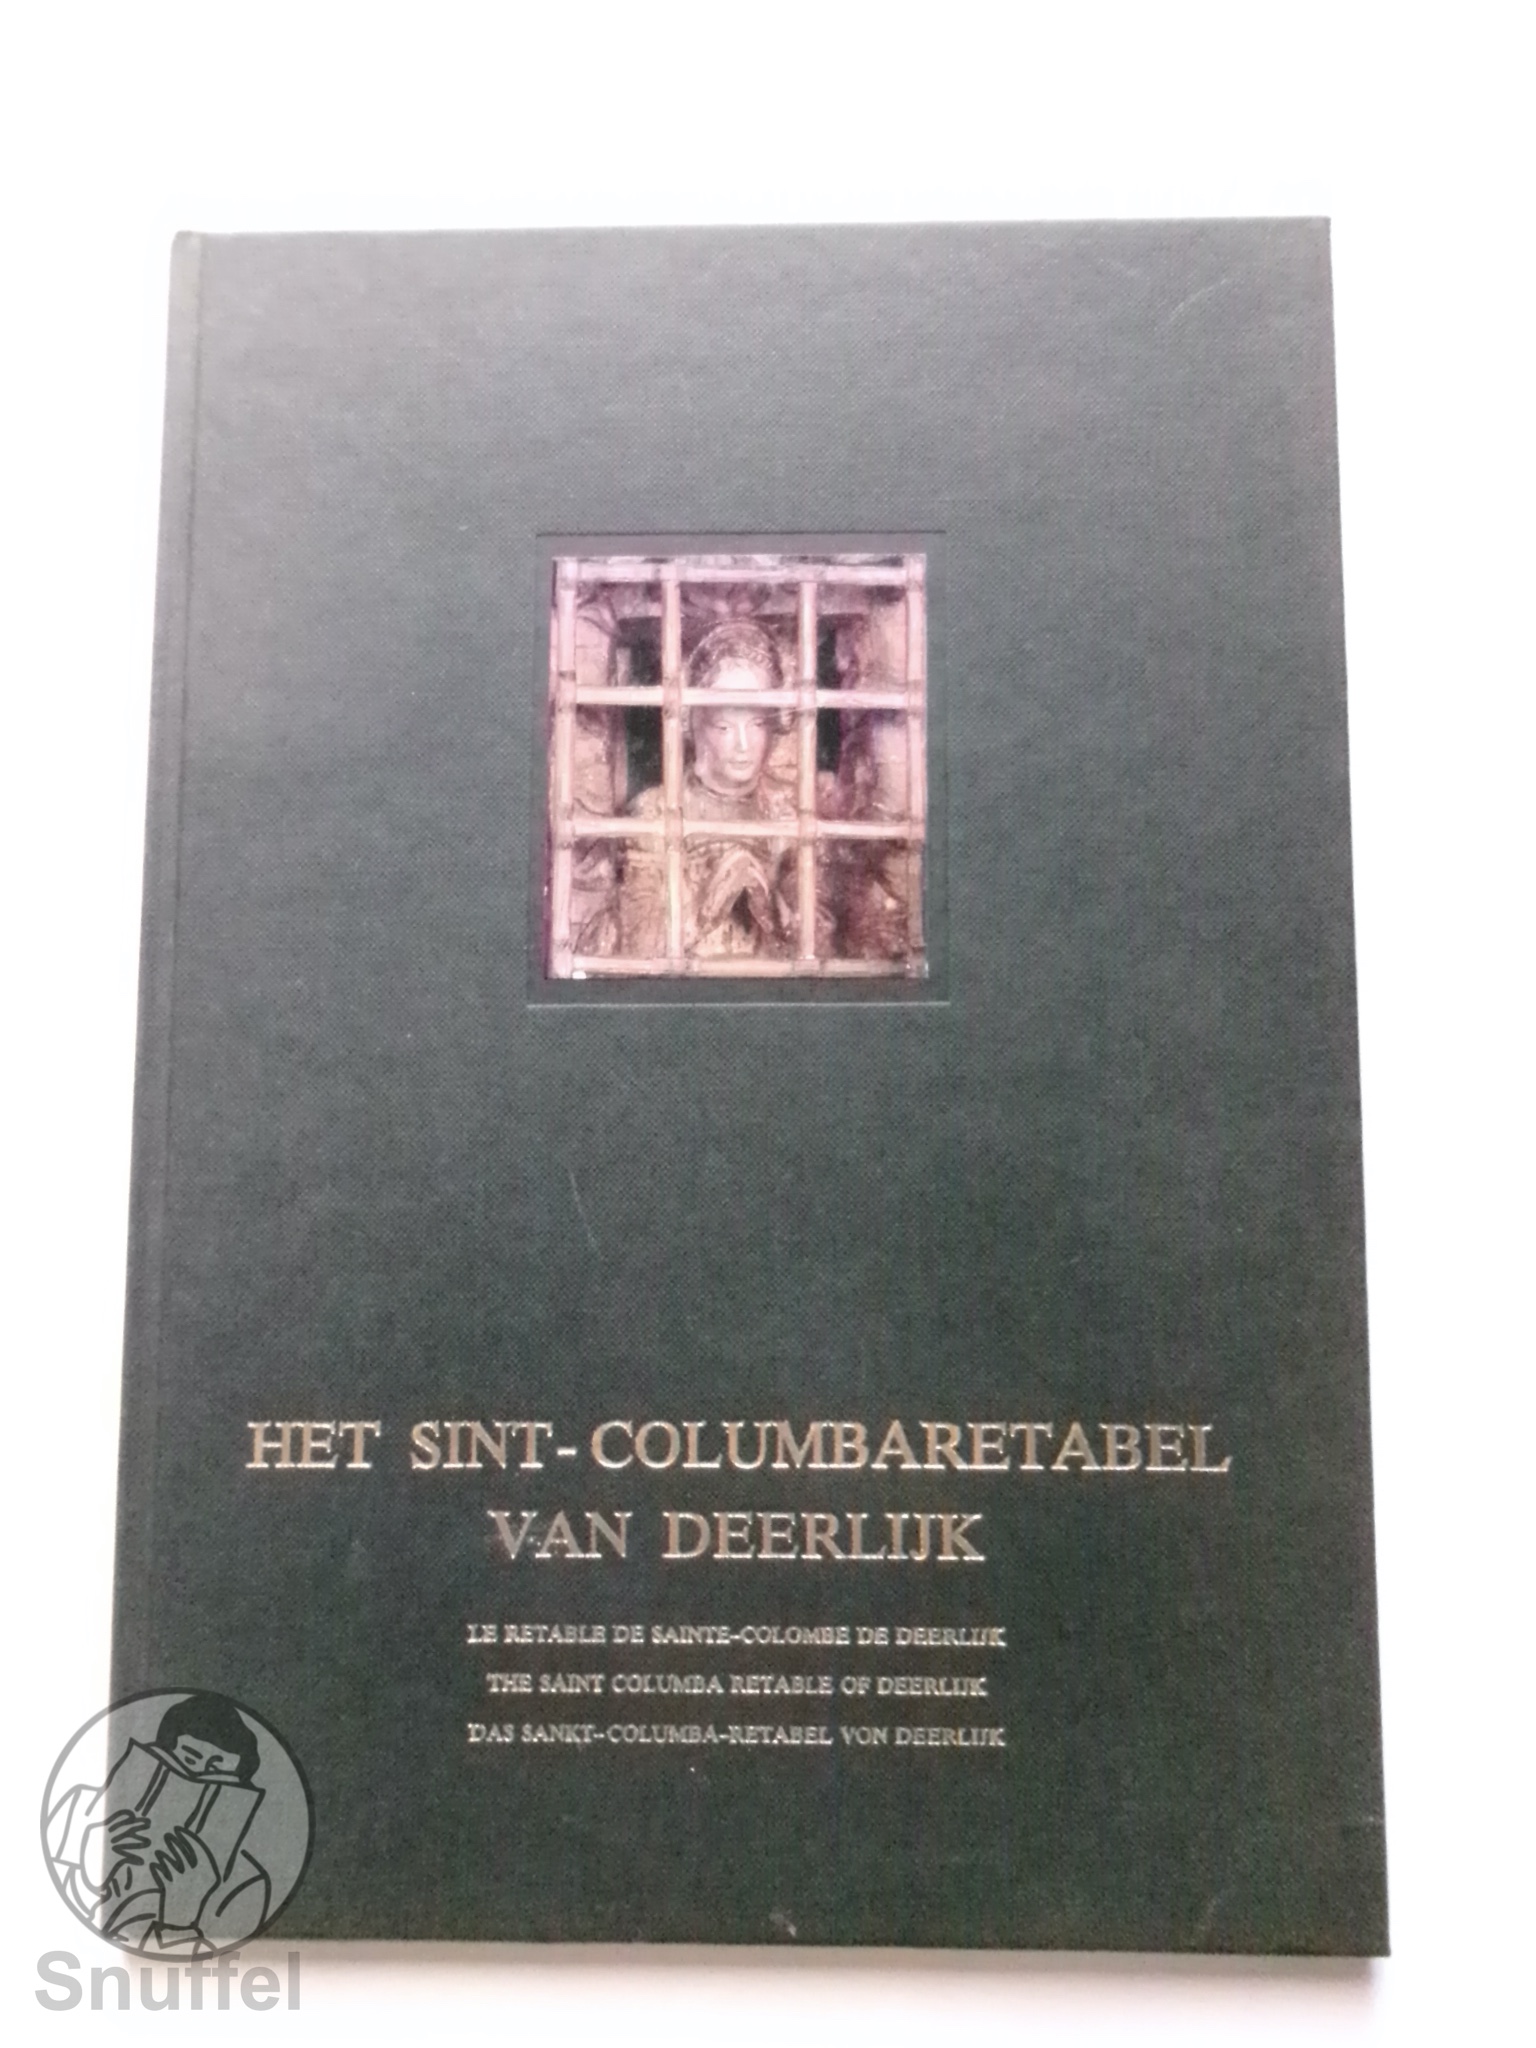 HET SINT-COLUMBARETABEL
VAN DEERLIJK
LE RETABLE DE SAINTE-COLOMBE DE DEERLIJK
THE SAINT COLUMBA RETABLE OF DEERLIJK
DAS SANKT-COLUMBA-RETABEL VON DEERLIJK
Snuffel